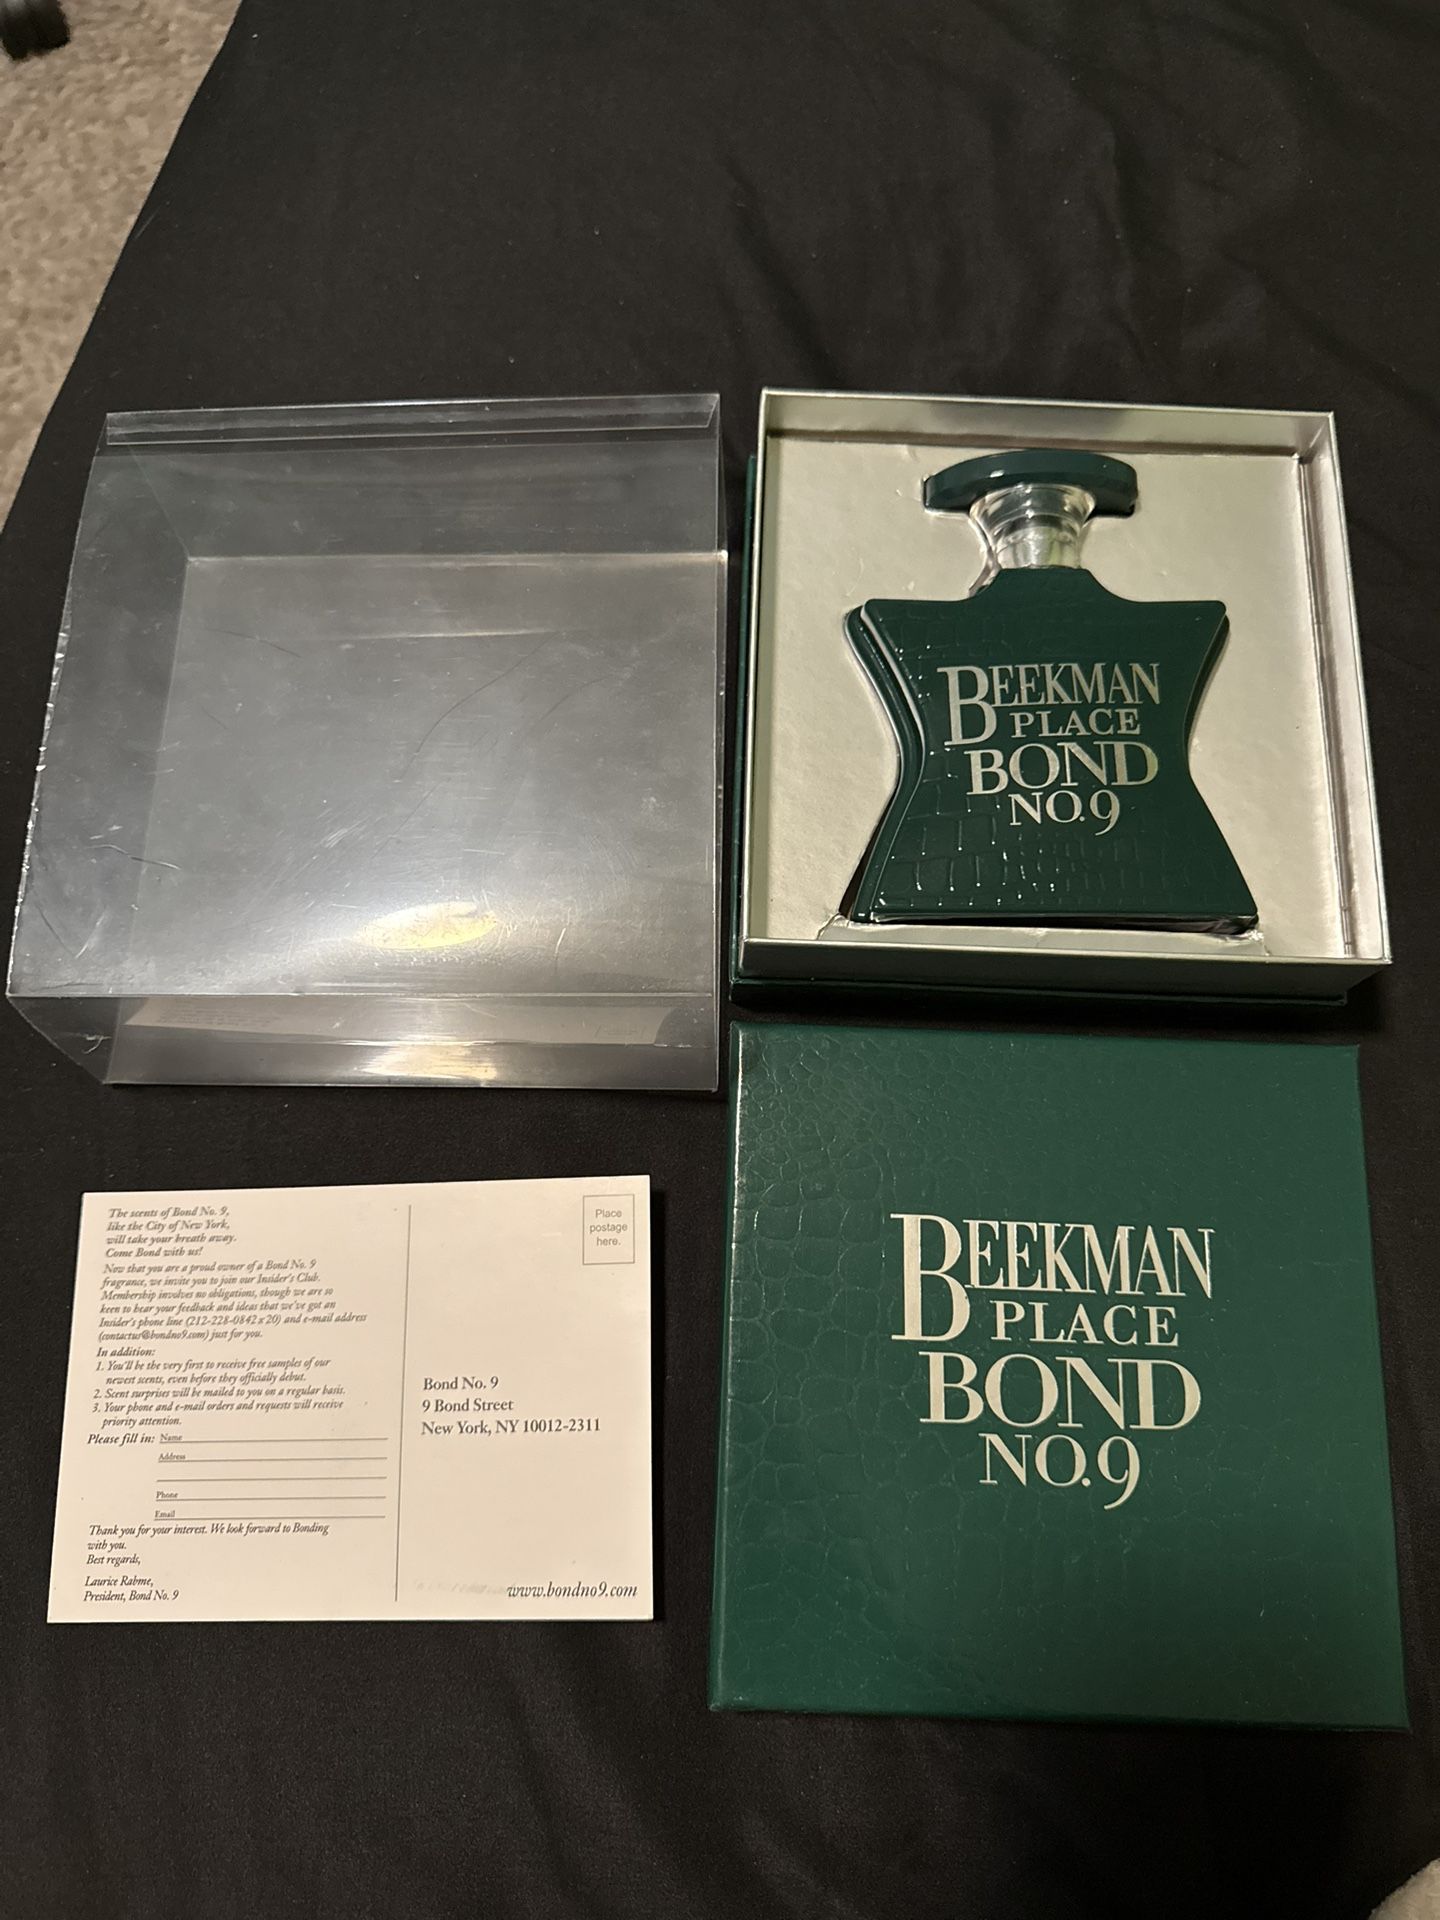 BEEKMAN
PLACE
BOND
NO.9
BEEKMAN
PLACE
BOND
NO.9
The scents of Bond No. 9,
like the City of New York,
will take your breath away.
Come Bond with us!
Now that you are a proud owner of a Bond No. 9
fragrance, we invite you to join our Insider's Club.
Membership involves no obligations, though we are so
keen to hear your feedback and ideas that we've got an
Insider's phone line (212-228-0842 x 20) and e-mail address
(contactus@bondno9.com) just for you.
In addition:
1. You'll be the very first to receive free samples of our
newest scents, even before they officially debut.
2. Scent surprises will be mailed to you on a regular basis.
3. Your phone and e-mail orders and requests will receive
priority attention.
Please fill in: Name
Address
Phone
Email
Thank you for your interest. We look forward to Bonding
with you.
Best regards,
Laurice Rahme,
President, Bond No. 9
Place
postage
here.
Bond No. 9
9 Bond Street
New York, NY 10012-2311
www.bondno9.com